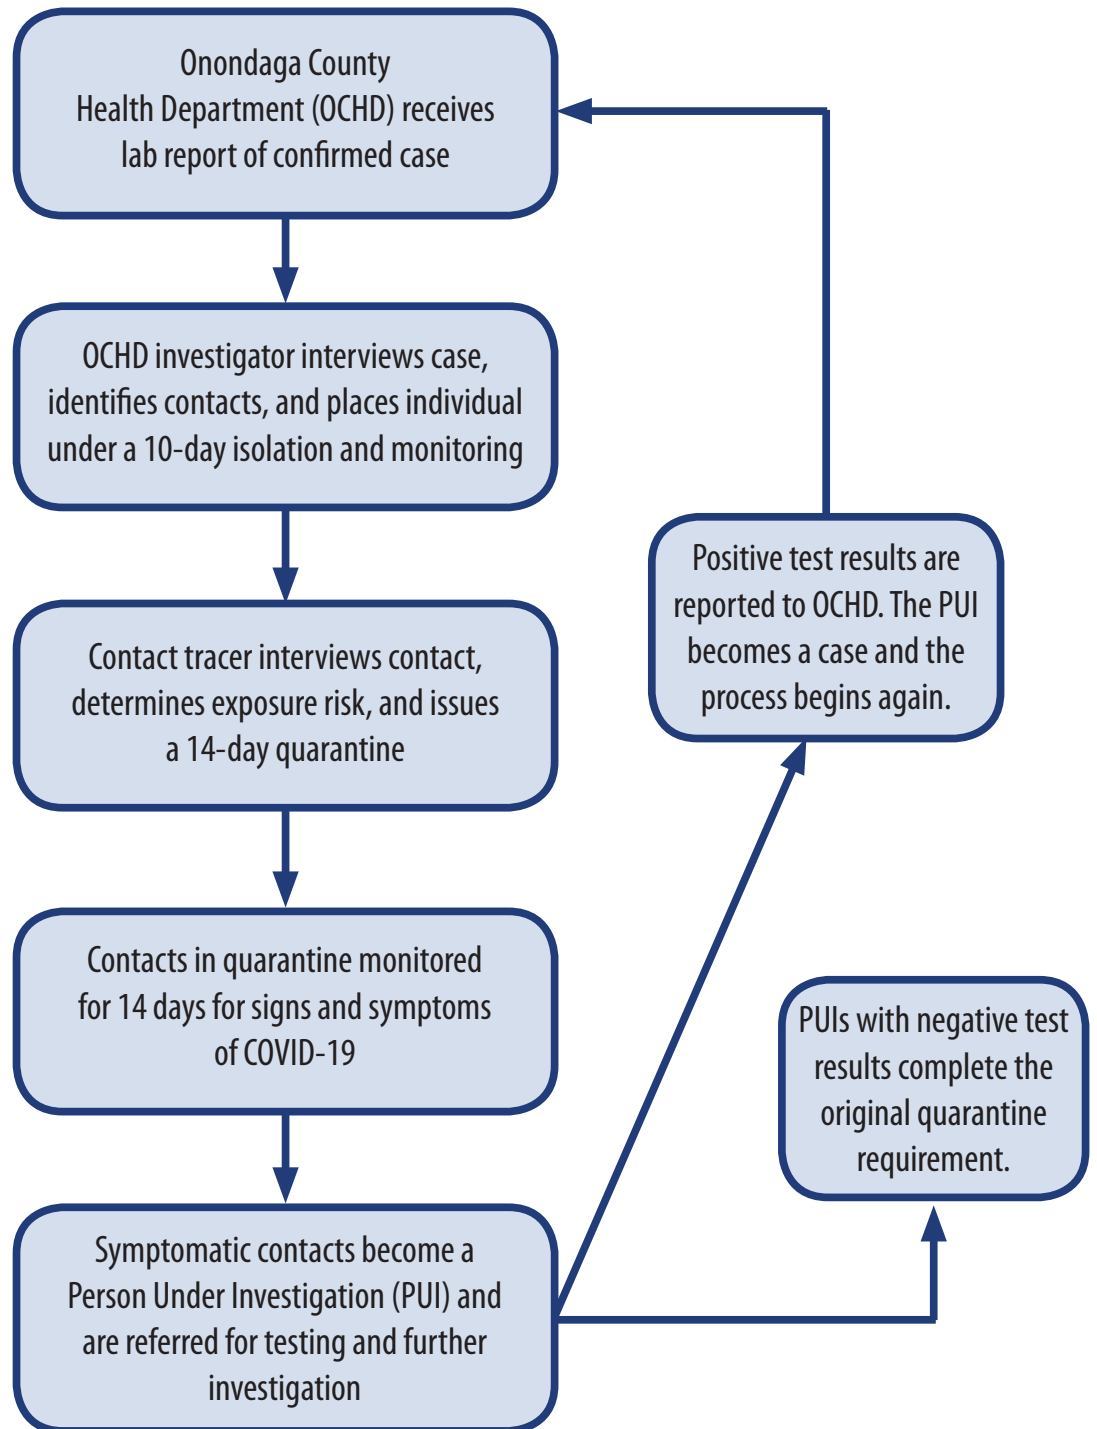 Onondaga County
Health Department (OCHD) receives
lab report of confirmed case
OCHD investigator interviews case,
identifies contacts, and places individual
under a 10-day isolation and monitoring
Contact tracer interviews contact,
determines exposure risk, and issues
a 14-day quarantine
Contacts in quarantine monitored
for 14 days for signs and symptoms
of COVID-19
Symptomatic contacts become a
Person Under Investigation (PUI) and
are referred for testing and further
investigation
Positive test results are
reported to OCHD. The PUI
becomes a case and the
process begins again.
PUIs with negative test
results complete the
original quarantine
requirement.